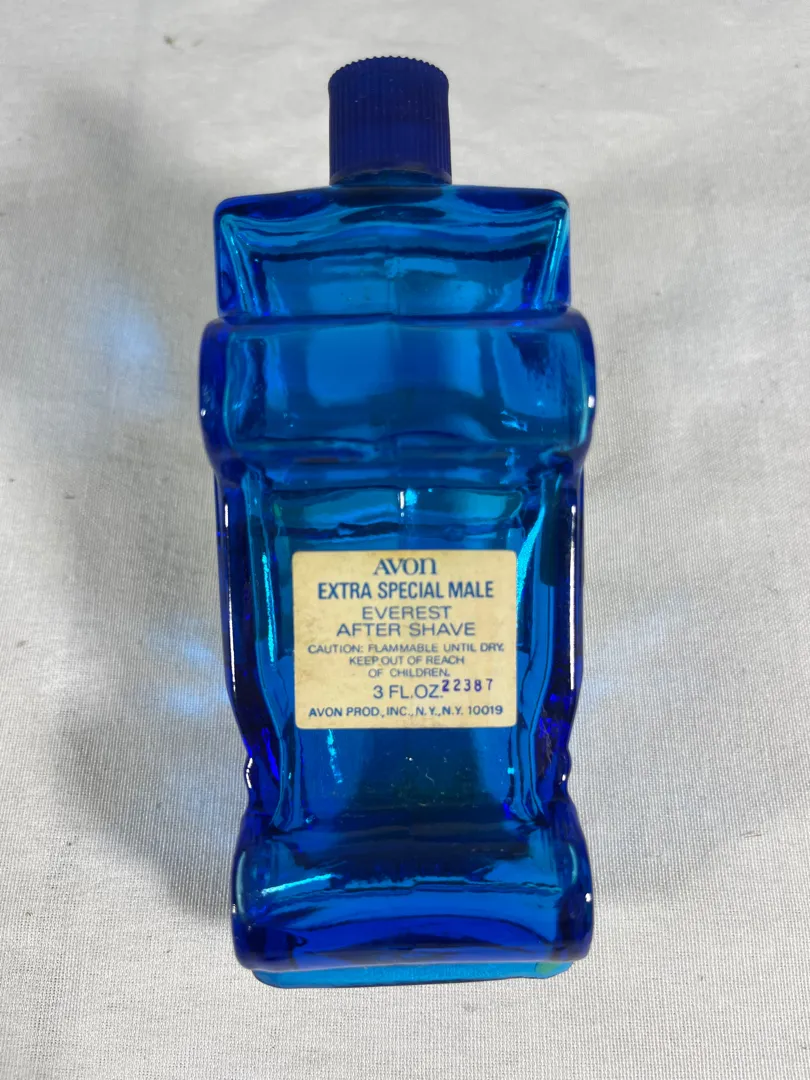 AVON
EXTRA SPECIAL MALE
EVEREST
AFTER SHAVE
CAUTION: FLAMMABLE UNTIL DRY.
KEEP OUT OF REACH
OF CHILDREN.
3 FL.OZ. 22387
AVON PROD., INC., N.Y., N.Y. 10019